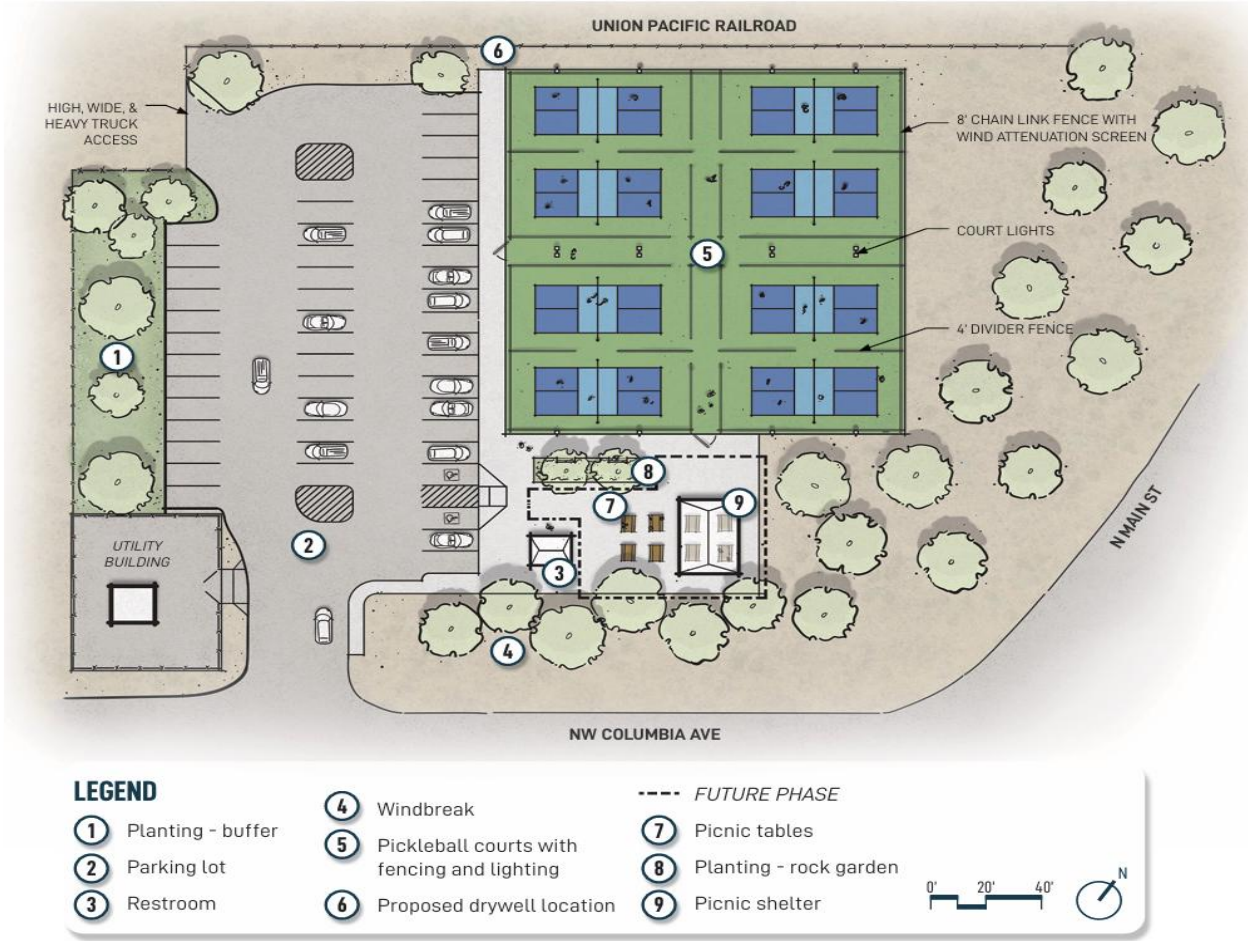 UNION PACIFIC RAILROAD
6
HIGH, WIDE, &
HEAVY TRUCK
ACCESS
8' CHAIN LINK FENCE WITH
WIND ATTENUATION SCREEN
COURT LIGHTS
5
4' DIVIDER FENCE
1
8
7
9
N MAIN ST
2
UTILITY
BUILDING
3
4
NW COLUMBIA AVE
LEGEND
1 Planting - buffer
2 Parking lot
3 Restroom
4 Windbreak
5 Pickleball courts with
fencing and lighting
6 Proposed drywell location
FUTURE PHASE
7 Picnic tables
8 Planting - rock garden
9 Picnic shelter
0' 20' 40'
N